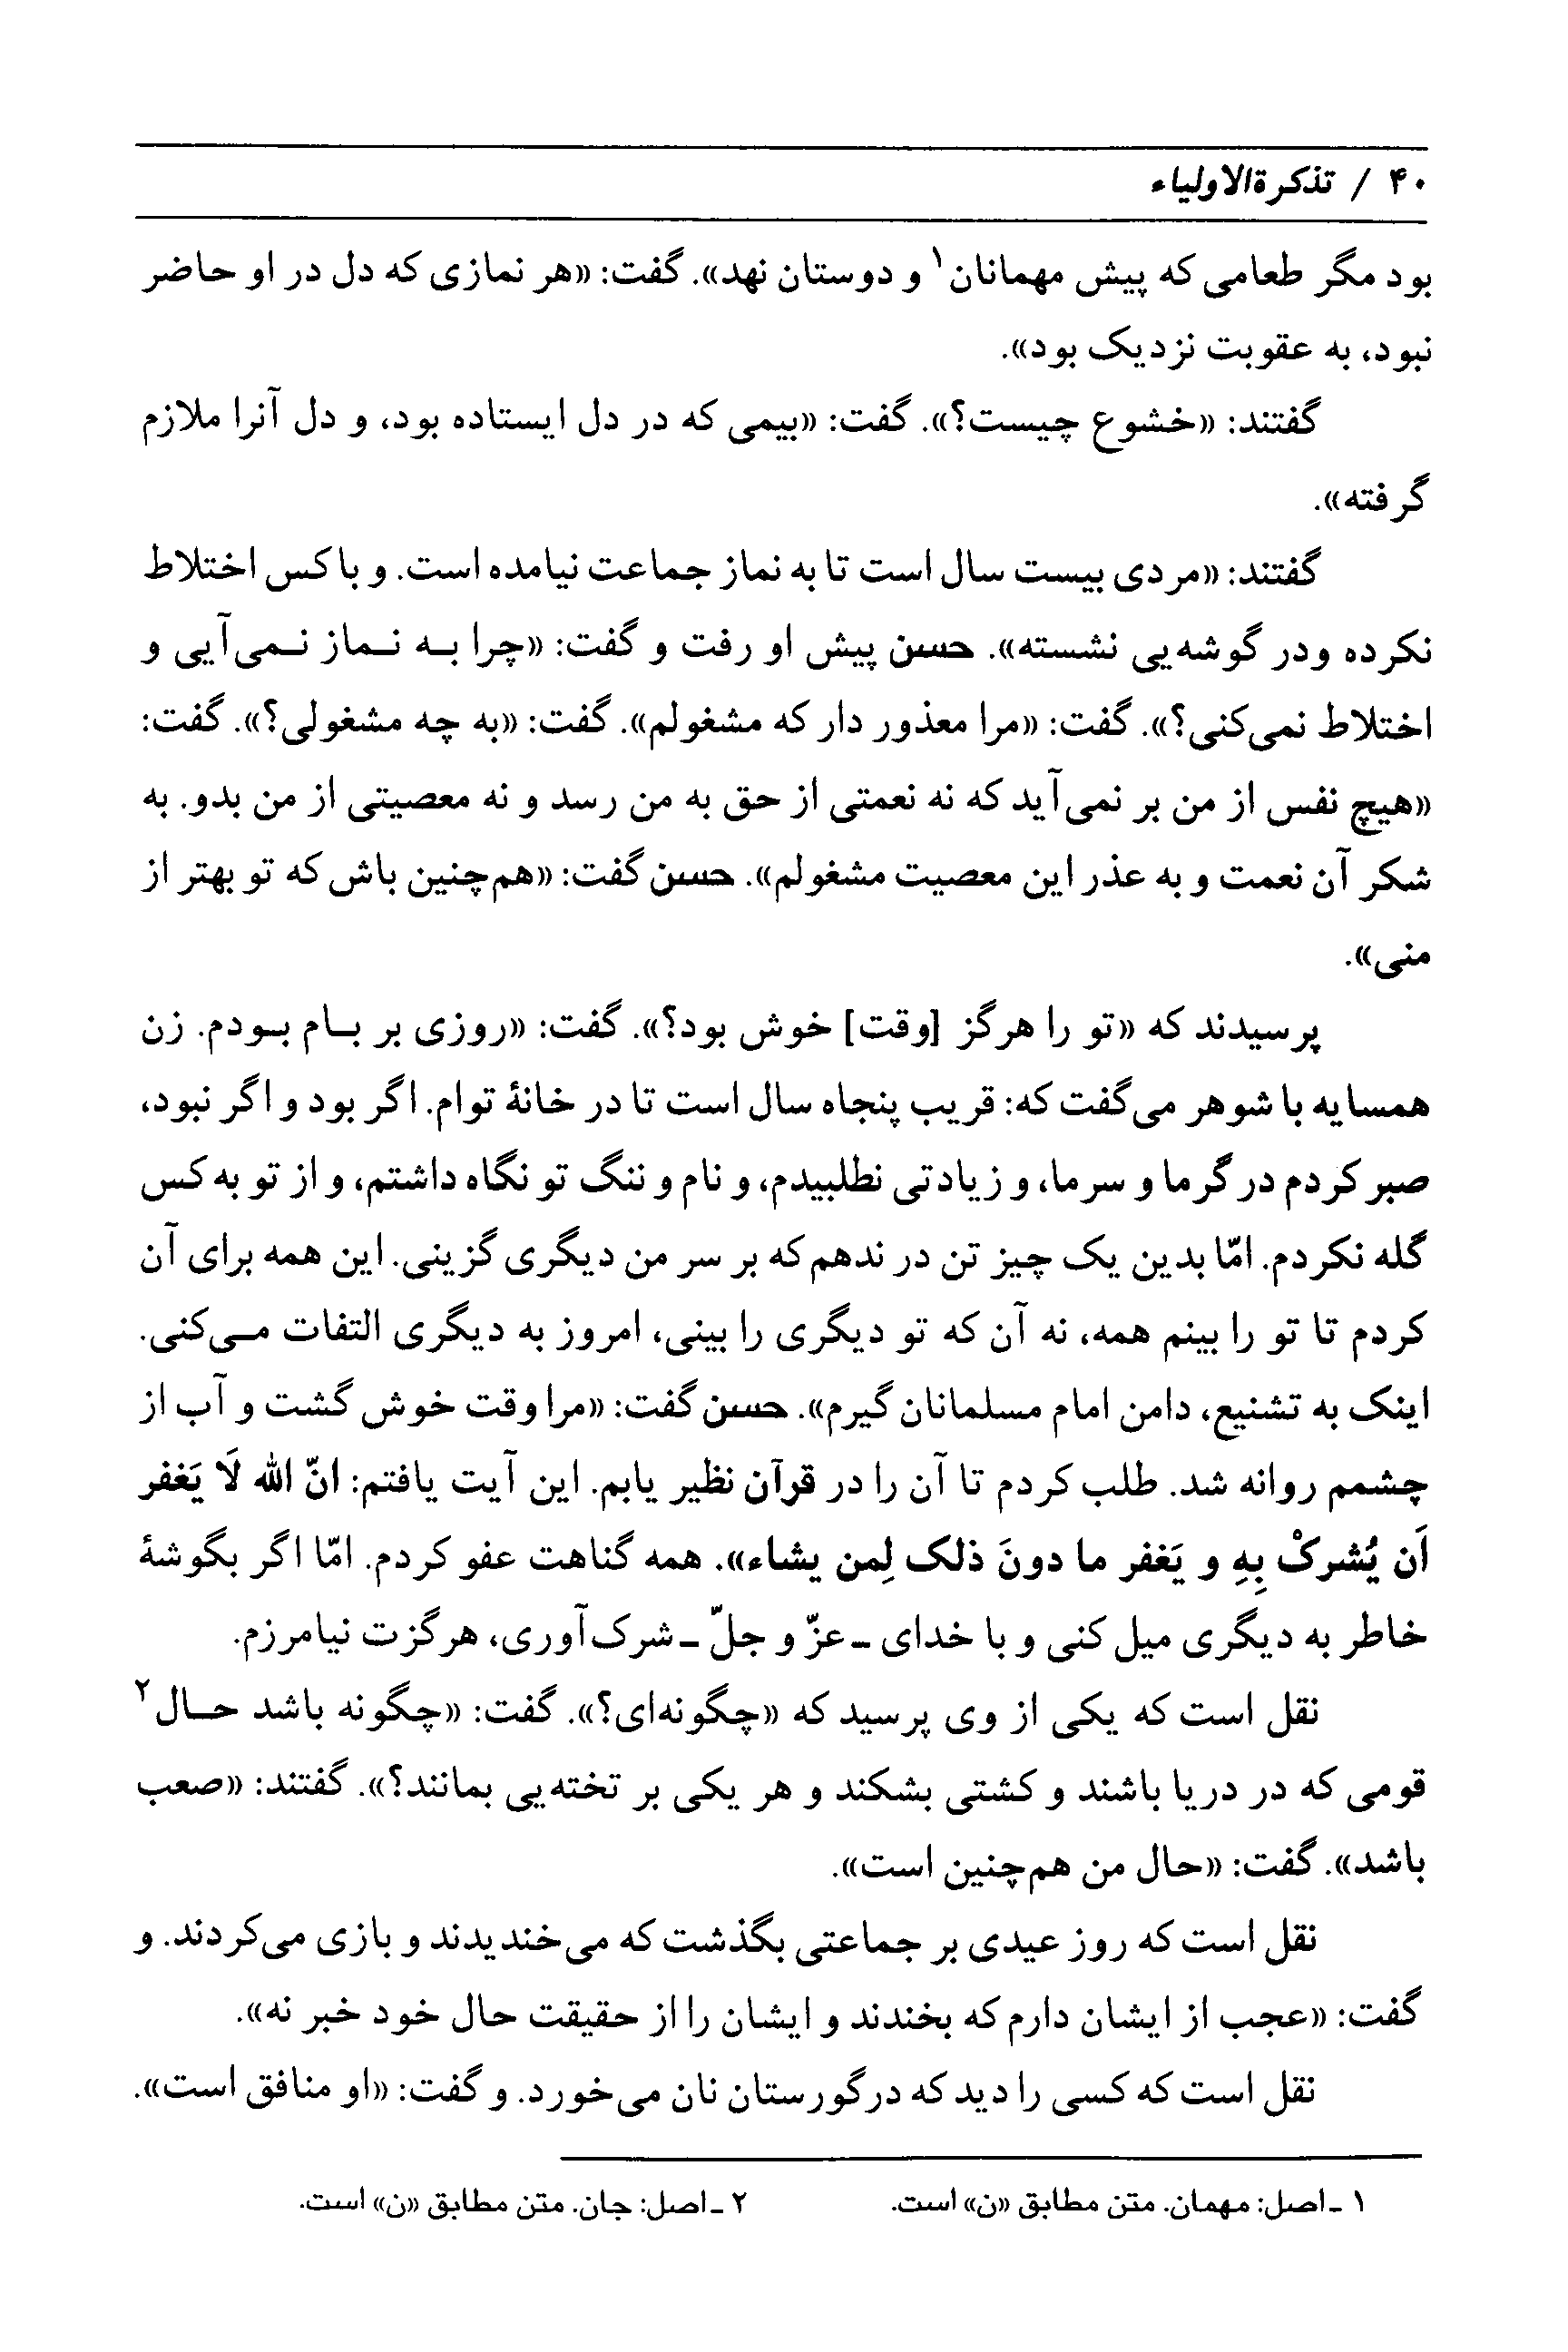 ۴۰ / تذکرةالاولیاء
بود مگر طعامی که پیش مهمانان۱ و دوستان نهد». گفت: «هر نمازی که دل در او حاضر
نبود، به عقوبت نزدیک بود».
گفتند: «خشوع چیست؟». گفت: «بیمی که در دل ایستاده بود، و دل آنرا ملازم
گرفته».
گفتند: «مردی بیست سال است تا به نماز جماعت نیامده است. و با کس اختلاط
نکرده ودر گوشه‌یی نشسته». حسن پیش او رفت و گفت: «چرا به نماز نمی‌آیی و
اختلاط نمی‌کنی؟». گفت: «مرا معذور دار که مشغولم». گفت: «به چه مشغولی؟». گفت:
«هیچ نفس از من بر نمی‌آید که نه نعمتی از حق به من رسد و نه معصیتی از من بدو. به
شکر آن نعمت و به عذر این معصیت مشغولم». حسن گفت: «هم‌چنین باش که تو بهتر از
منی».
پرسیدند که «تو را هرگز [وقت] خوش بود؟». گفت: «روزی بر بام بودم. زن
همسایه با شوهر می‌گفت که: قریب پنجاه سال است تا در خانهٔ توام. اگر بود و اگر نبود،
صبر کردم در گرما و سرما، و زیادتی نطلبیدم، و نام و ننگ تو نگاه داشتم، و از تو به کس
گله نکردم. امّا بدین یک چیز تن در ندهم که بر سر من دیگری گزینی. این همه برای آن
کردم تا تو را بینم همه، نه آن که تو دیگری را بینی، امروز به دیگری التفات می‌کنی.
اینک به تشنیع، دامن امام مسلمانان گیرم». حسن گفت: «مرا وقت خوش گشت و آب از
چشمم روانه شد. طلب کردم تا آن را در قرآن نظیر یابم. این آیت یافتم: انّ الله لَا یَغفر
اَن یُشرکْ بِهِ و یَغفر ما دونَ ذلک لِمن یشاء». همه گناهت عفو کردم. امّا اگر بگوشهٔ
خاطر به دیگری میل کنی و با خدای ـ عزّ و جلّ ـ شرک آوری، هرگزت نیامرزم.
نقل است که یکی از وی پرسید که «چگونه‌ای؟». گفت: «چگونه باشد حال۲
قومی که در دریا باشند و کشتی بشکند و هر یکی بر تخته‌یی بمانند؟». گفتند: «صعب
باشد». گفت: «حال من هم‌چنین است».
نقل است که روز عیدی بر جماعتی بگذشت که می‌خندیدند و بازی می‌کردند. و
گفت: «عجب از ایشان دارم که بخندند و ایشان را از حقیقت حال خود خبر نه».
نقل است که کسی را دید که درگورستان نان می‌خورد. و گفت: «او منافق است».
۱ ـ اصل: مهمان. متن مطابق «ن» است.
۲ ـ اصل: جان. متن مطابق «ن» است.